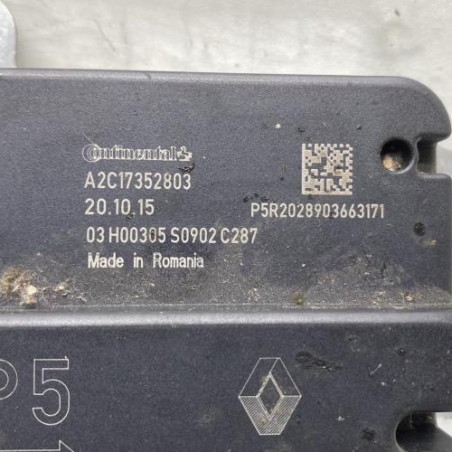 Continental
A2C17352803
20.10.15
P5R2028903663171
03 H00305 S0902 C287
Made in Romania
P5